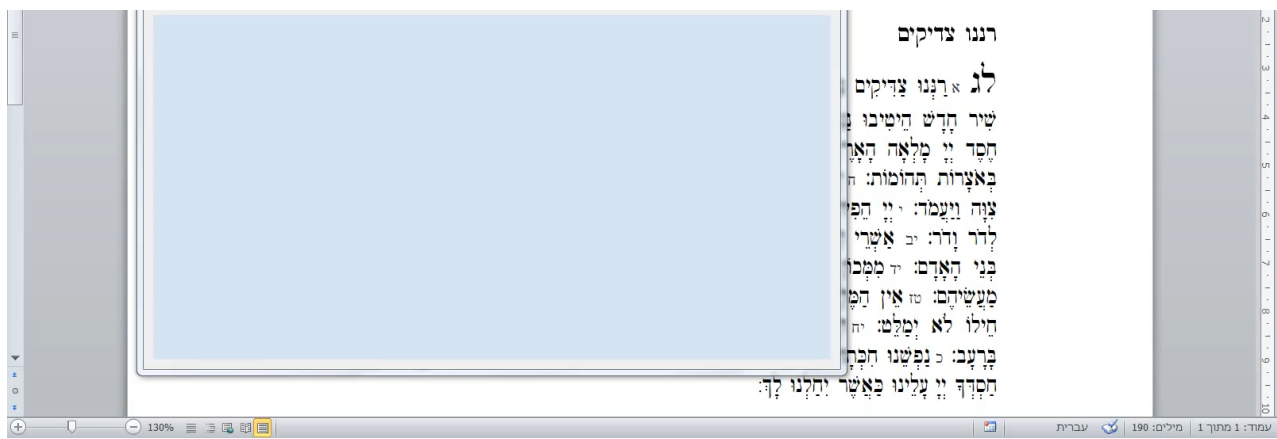 רננו צדיקים
לג א רַנְּנוּ צַדִּיקִים
שִׁיר חָדָשׁ הֵיטִיבוּ
חֶסֶד יְיָ מָלְאָה
בְּאֹצָרוֹת תְּהוֹמוֹת: ח
צִוָּה וַיַּעֲמֹד: י יְיָ
לְדֹר וָדֹר: יב אַשְׁרֵי
בְּנֵי הָאָדָם: יד
מַעֲשֵׂיהֶם: טז אֵין
חֵילוֹ לֹא יְמַלֵּט: יח
בָּרָעָב: כ נַפְשֵׁנוּ
חַסְדְּךָ יְיָ עָלֵינוּ כַּאֲשֶׁר יִחַלְנוּ לָךְ:
עמוד: 1 מתוך 1 מילים: 190 עברית 130%